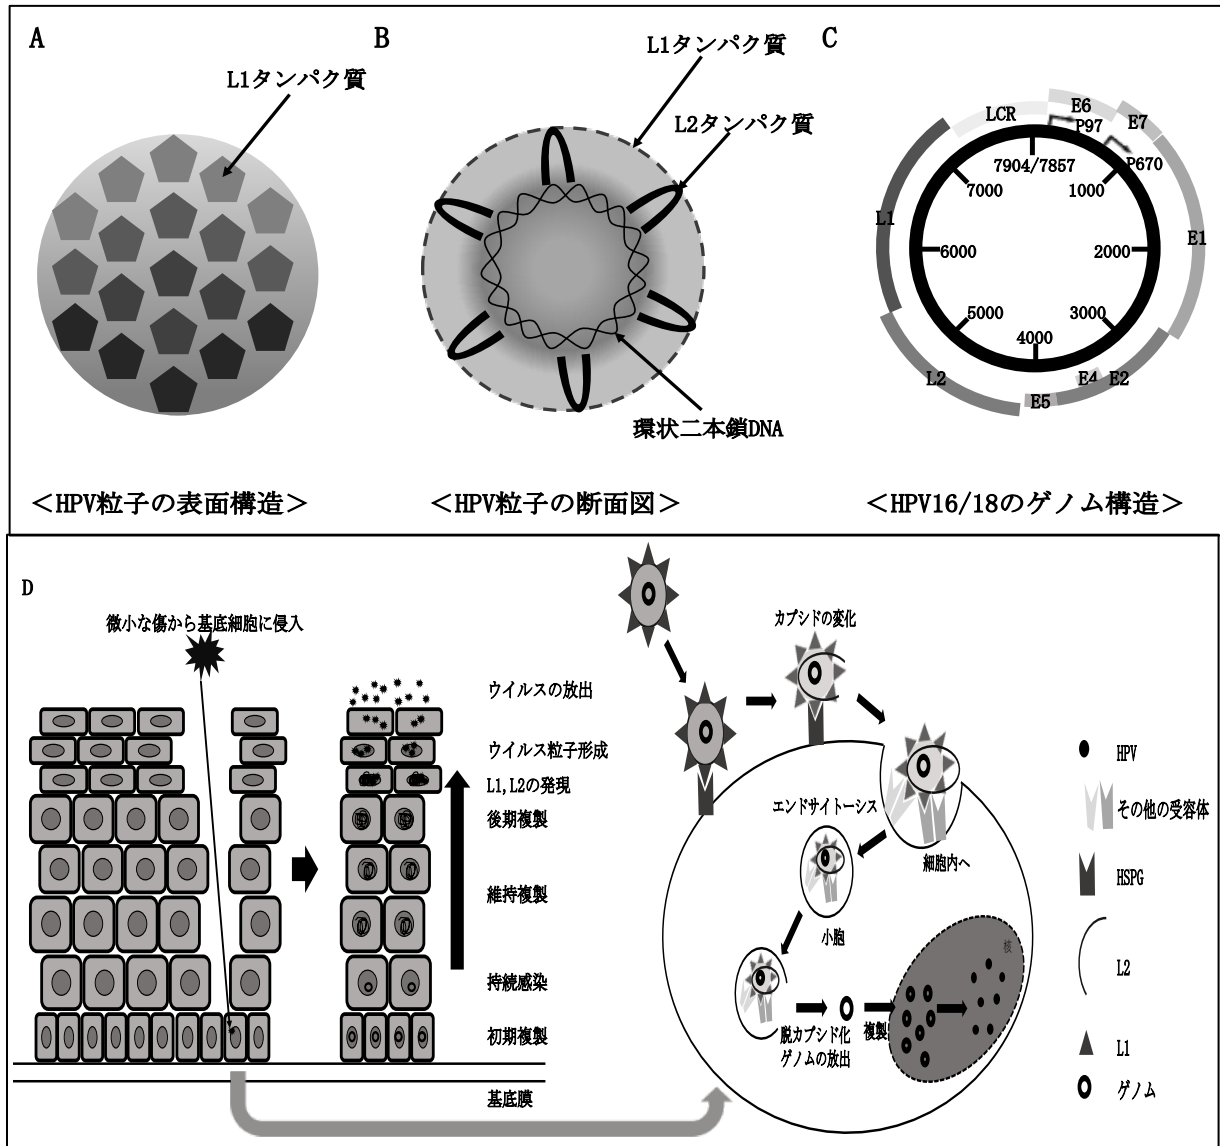 A
L1タンパク質
<HPV粒子の表面構造>
B
L1タンパク質
L2タンパク質
環状二本鎖DNA
<HPV粒子の断面図>
C
LCR
E6
P97
E7
P670
7904/7857
1000
2000
3000
4000
5000
6000
7000
L1
E1
L2
E4
E2
E5
<HPV16/18のゲノム構造>
D
微小な傷から基底細胞に侵入
ウイルスの放出
ウイルス粒子形成
L1,L2の発現
後期複製
維持複製
持続感染
初期複製
基底膜
カプシドの変化
エンドサイトーシス
細胞内へ
小胞
脱カプシド化
ゲノムの放出
複製
核
HPV
その他の受容体
HSPG
L2
L1
ゲノム